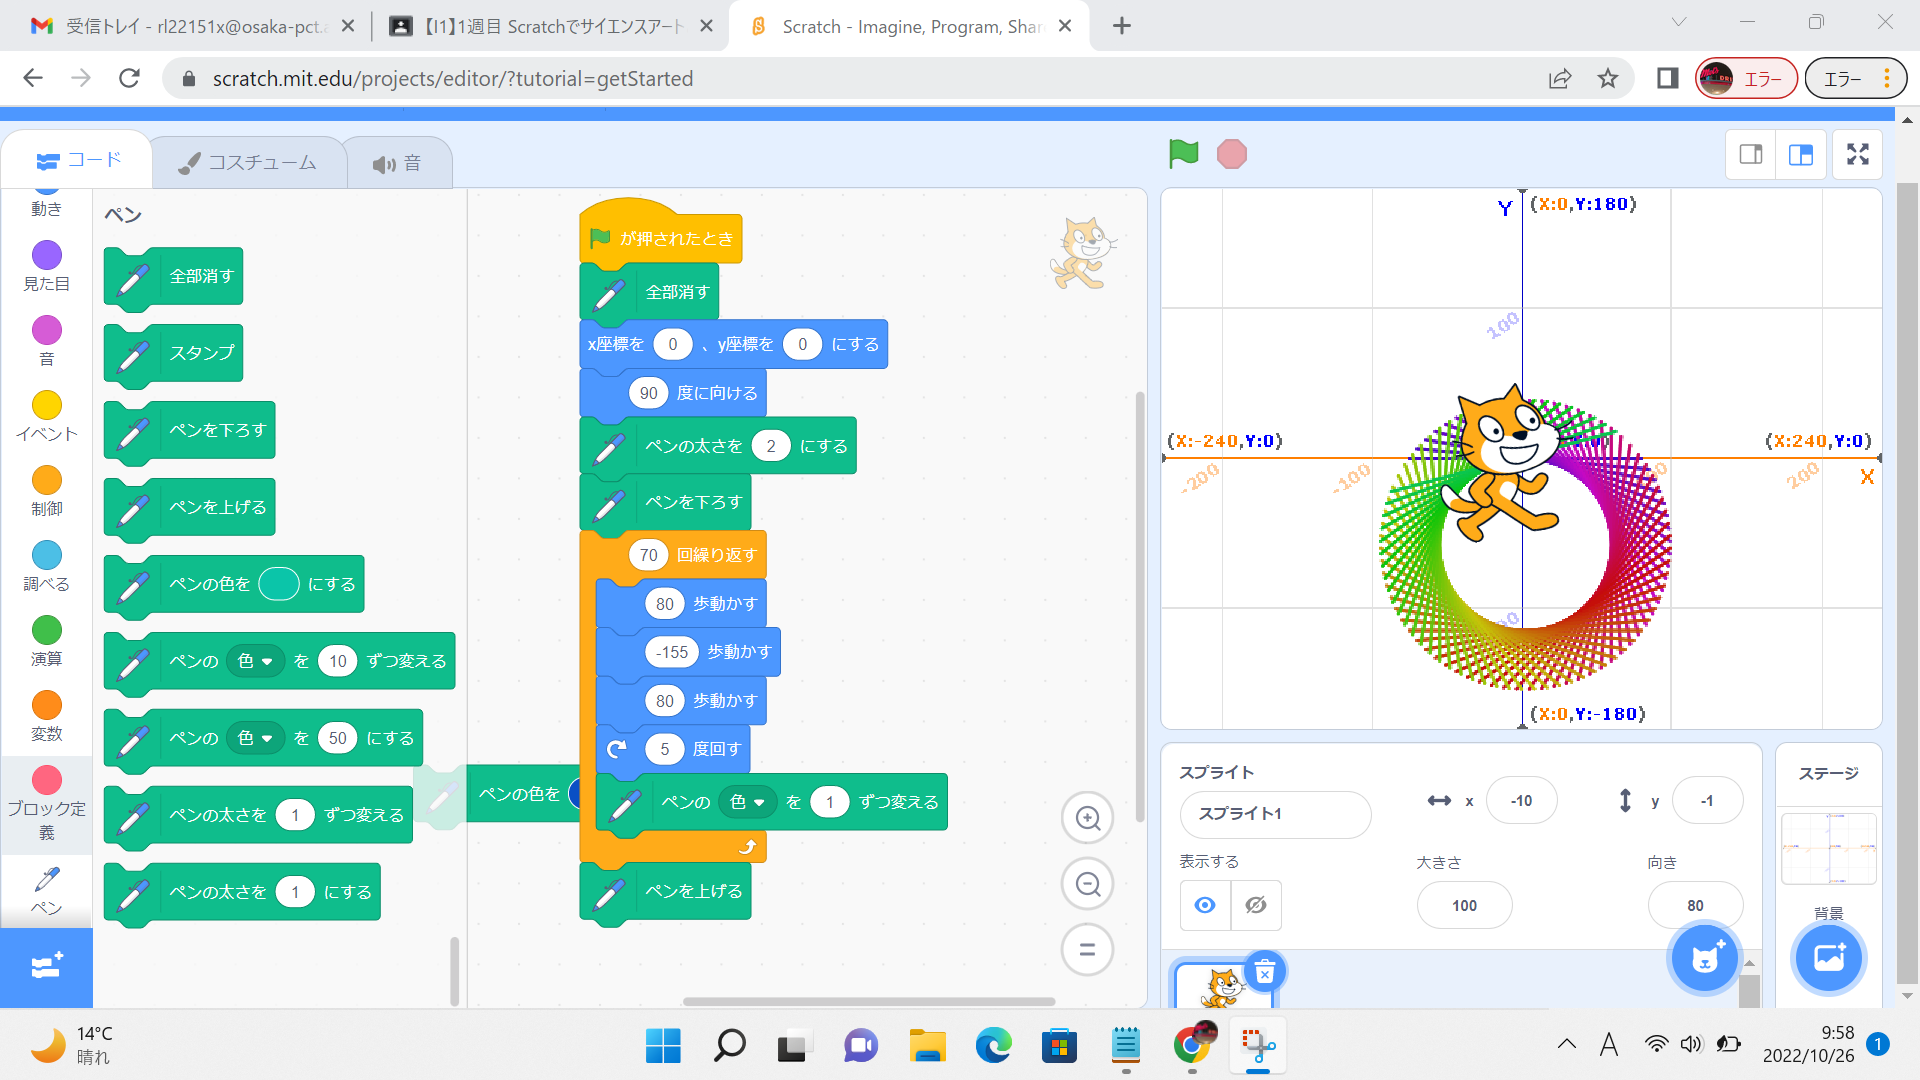 受信トレイ - rl22151x@osaka-pct.a
【I1】1週目 Scratchでサイエンスアート
Scratch - Imagine, Program, Shar
scratch.mit.edu/projects/editor/?tutorial=getStarted
エラー
エラー
コード
コスチューム
音
動き
見た目
音
イベント
制御
調べる
演算
変数
ブロック定義
ペン
ペン
全部消す
スタンプ
ペンを下ろす
ペンを上げる
ペンの色を にする
ペンの 色 を 10 ずつ変える
ペンの 色 を 50 にする
ペンの太さを 1 ずつ変える
ペンの太さを 1 にする
が押されたとき
全部消す
x座標を 0 、y座標を 0 にする
90 度に向ける
ペンの太さを 2 にする
ペンを下ろす
70 回繰り返す
80 歩動かす
-155 歩動かす
80 歩動かす
5 度回す
ペンの色を
ペンの 色 を 1 ずつ変える
ペンを上げる
Y (X:0,Y:180)
100
(X:-240,Y:0)
(X:240,Y:0)
-200
-100
200
X
(X:0,Y:-180)
スプライト
スプライト1
x -10
y -1
表示する
大きさ
向き
100
80
ステージ
背景
14°C
晴れ
A
9:58
2022/10/26
1